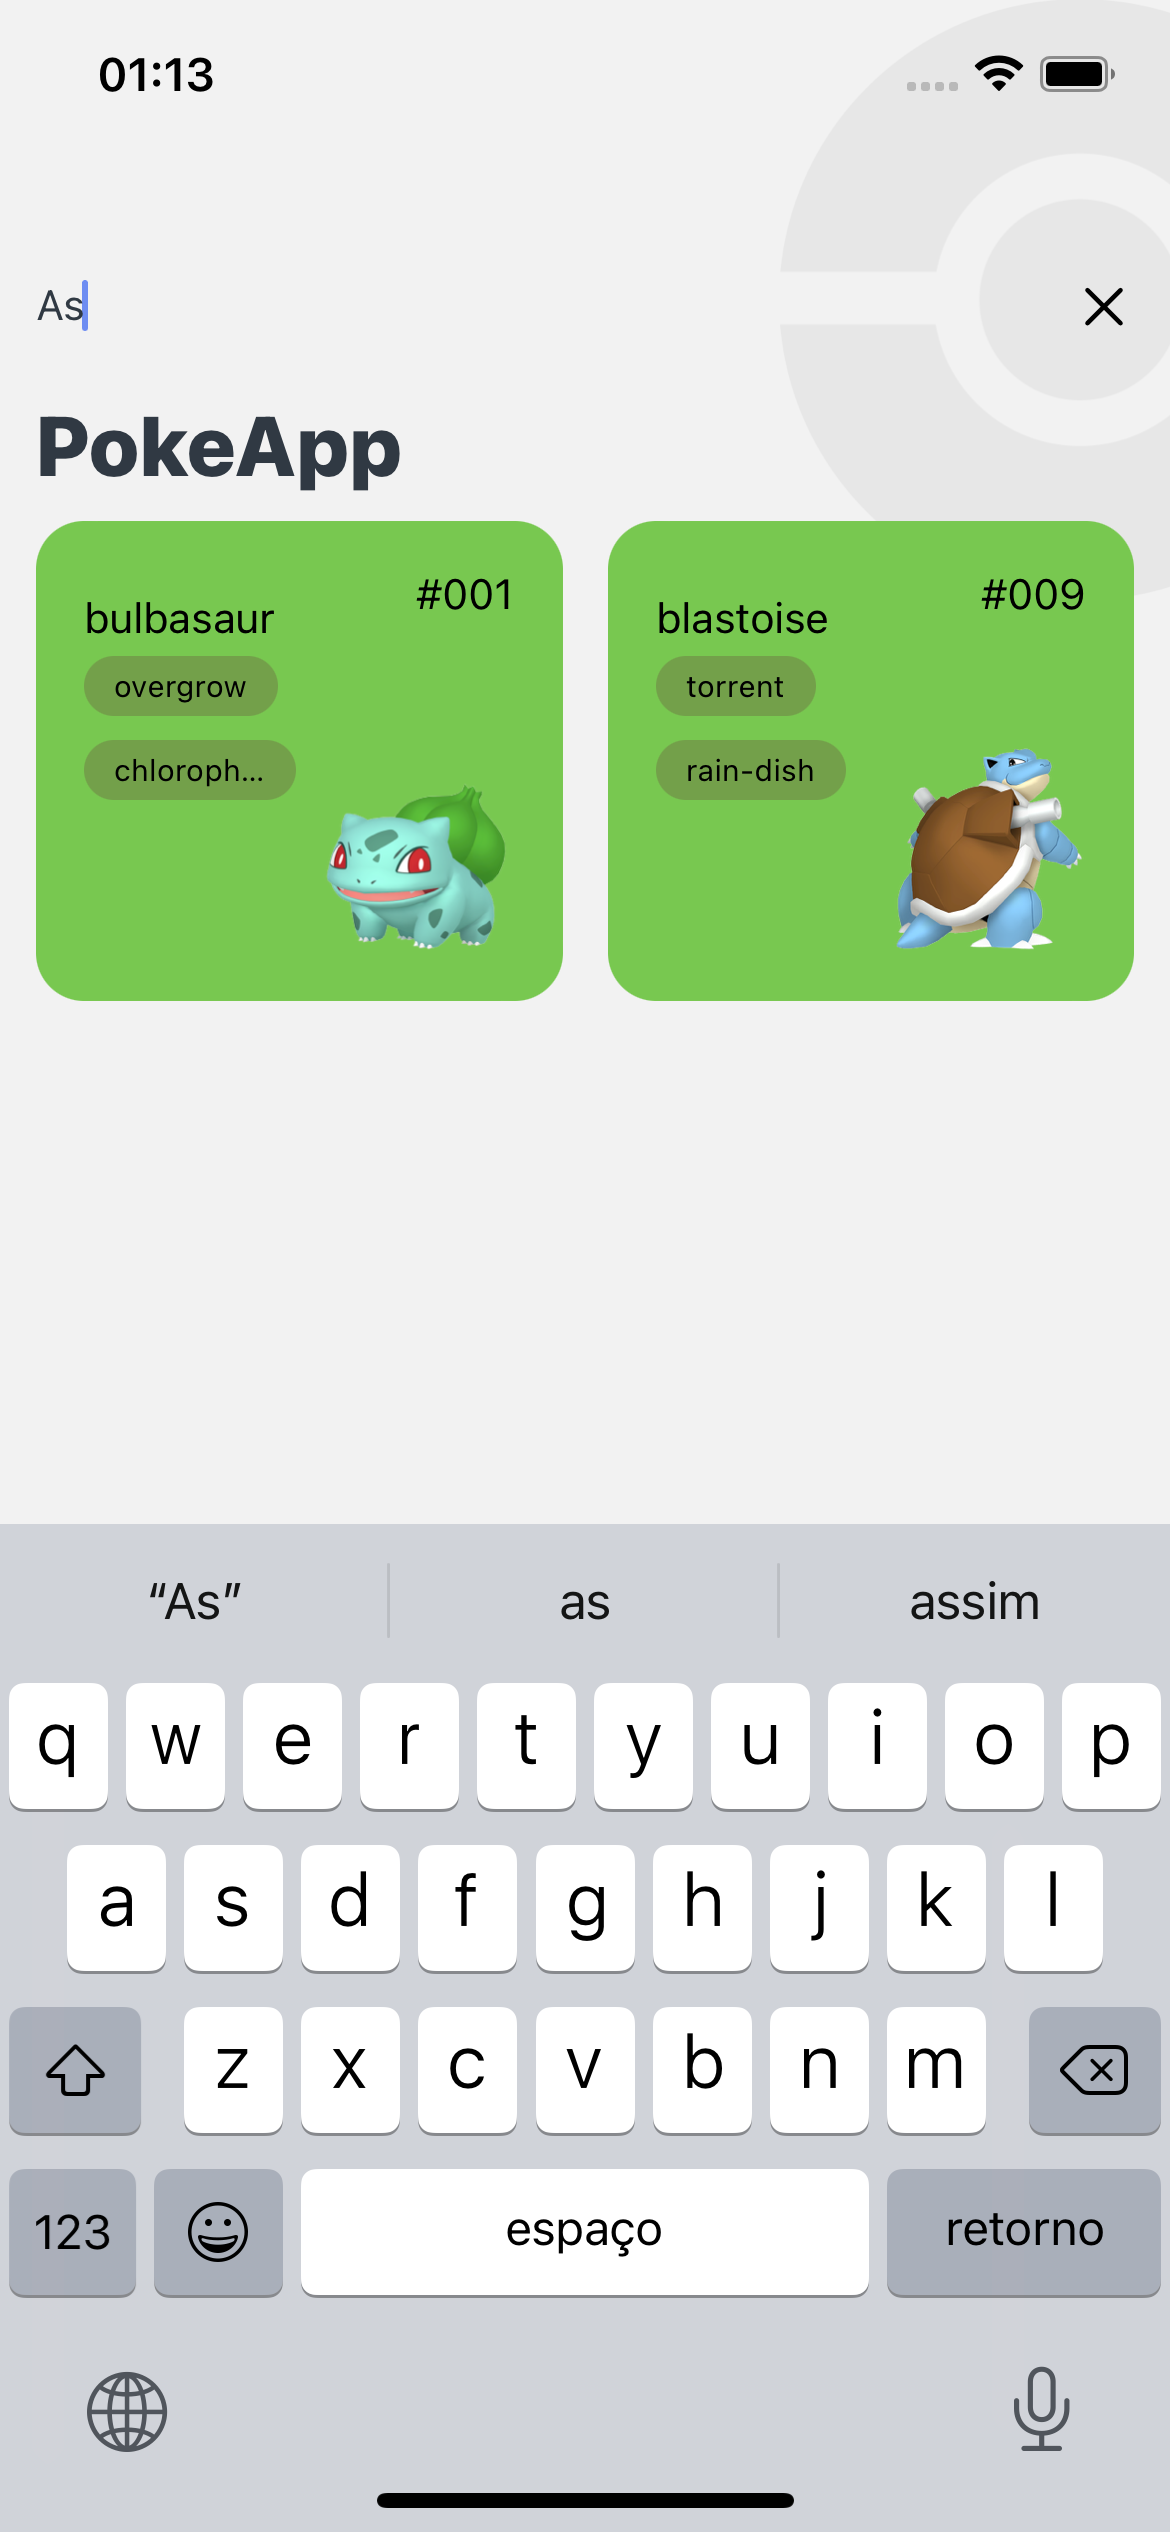 01:13
As
PokeApp
#001
bulbasaur
overgrow
chloroph...
#009
blastoise
torrent
rain-dish
“As” as assim
q w e r t y u i o p
a s d f g h j k l
z x c v b n m
123 espaço retorno